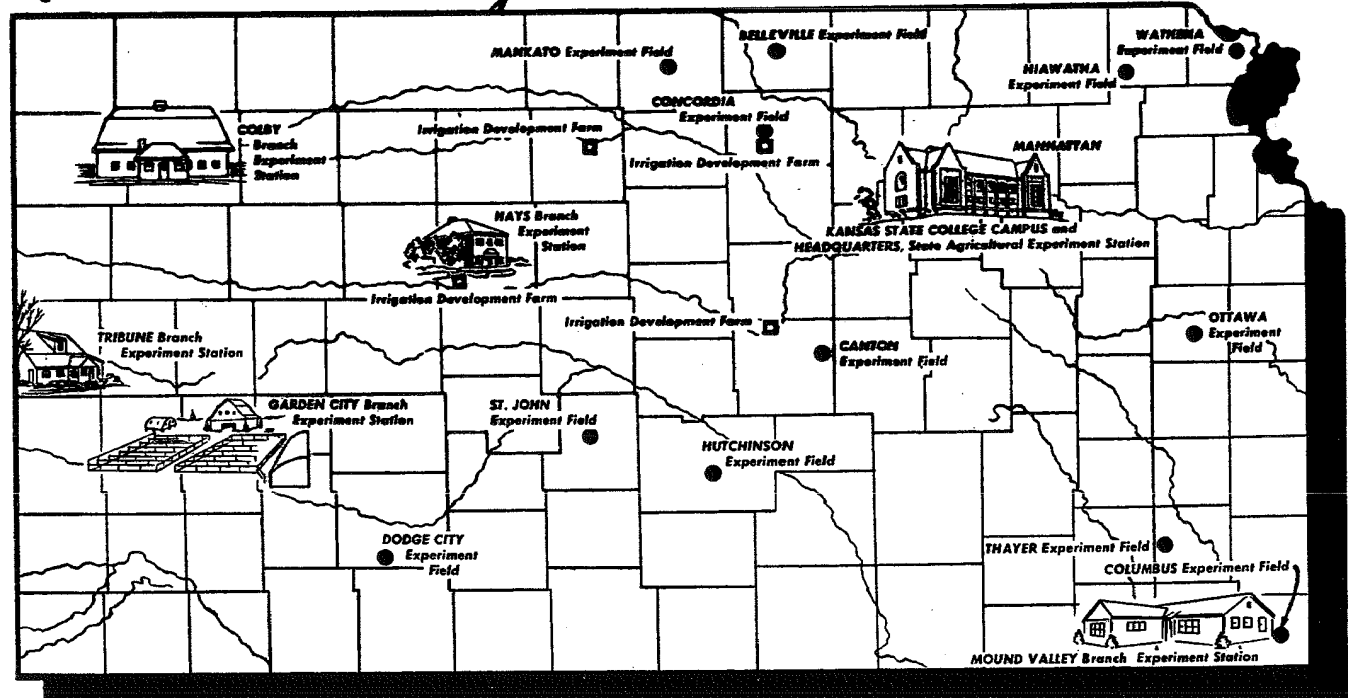 MANKATO Experiment Field
BELLEVILLE Experiment Field
WATHENA
Experiment Field
HIAWATHA
Experiment Field
COLBY
Branch
Experiment
Station
Irrigation Development Farm
CONCORDIA
Experiment Field
Irrigation Development Farm
MANHATTAN
KANSAS STATE COLLEGE CAMPUS and
HEADQUARTERS, State Agricultural Experiment Station
HAYS Branch
Experiment
Station
Irrigation Development Farm
Irrigation Development Farm
TRIBUNE Branch
Experiment Station
CANTON
Experiment Field
OTTAWA
Experiment
Field
GARDEN CITY Branch
Experiment Station
ST. JOHN
Experiment Field
HUTCHINSON
Experiment Field
DODGE CITY
Experiment
Field
THAYER Experiment Field
COLUMBUS Experiment Field
MOUND VALLEY Branch Experiment Station